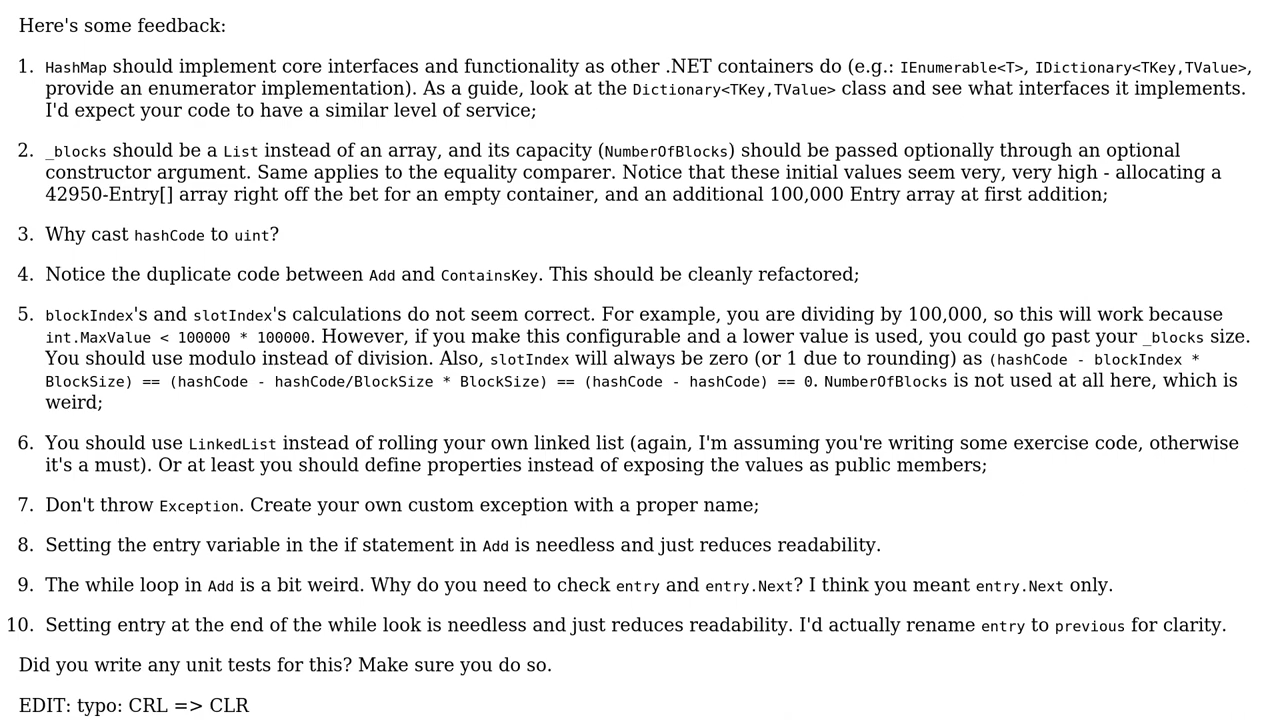 Here's some feedback:
1. HashMap should implement core interfaces and functionality as other .NET containers do (e.g.: IEnumerable<T>, IDictionary<TKey,TValue>,
provide an enumerator implementation). As a guide, look at the Dictionary<TKey,TValue> class and see what interfaces it implements.
I'd expect your code to have a similar level of service;
2. _blocks should be a List instead of an array, and its capacity (NumberOfBlocks) should be passed optionally through an optional
constructor argument. Same applies to the equality comparer. Notice that these initial values seem very, very high - allocating a
42950-Entry[] array right off the bet for an empty container, and an additional 100,000 Entry array at first addition;
3. Why cast hashCode to uint?
4. Notice the duplicate code between Add and ContainsKey. This should be cleanly refactored;
5. blockIndex's and slotIndex's calculations do not seem correct. For example, you are dividing by 100,000, so this will work because
int.MaxValue < 100000 * 100000. However, if you make this configurable and a lower value is used, you could go past your _blocks size.
You should use modulo instead of division. Also, slotIndex will always be zero (or 1 due to rounding) as (hashCode - blockIndex *
BlockSize) == (hashCode - hashCode/BlockSize * BlockSize) == (hashCode - hashCode) == 0. NumberOfBlocks is not used at all here, which is
weird;
6. You should use LinkedList instead of rolling your own linked list (again, I'm assuming you're writing some exercise code, otherwise
it's a must). Or at least you should define properties instead of exposing the values as public members;
7. Don't throw Exception. Create your own custom exception with a proper name;
8. Setting the entry variable in the if statement in Add is needless and just reduces readability.
9. The while loop in Add is a bit weird. Why do you need to check entry and entry.Next? I think you meant entry.Next only.
10. Setting entry at the end of the while look is needless and just reduces readability. I'd actually rename entry to previous for clarity.
Did you write any unit tests for this? Make sure you do so.
EDIT: typo: CRL => CLR